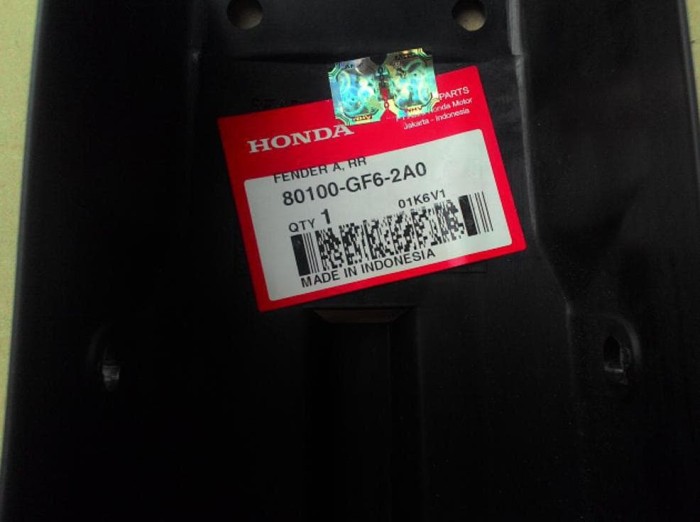 HONDA
PARTS
Honda Motor
Jakarta - Indonesia
FENDER A, RR
80100-GF6-2A0
01K6V1
QTY 1
MADE IN INDONESIA